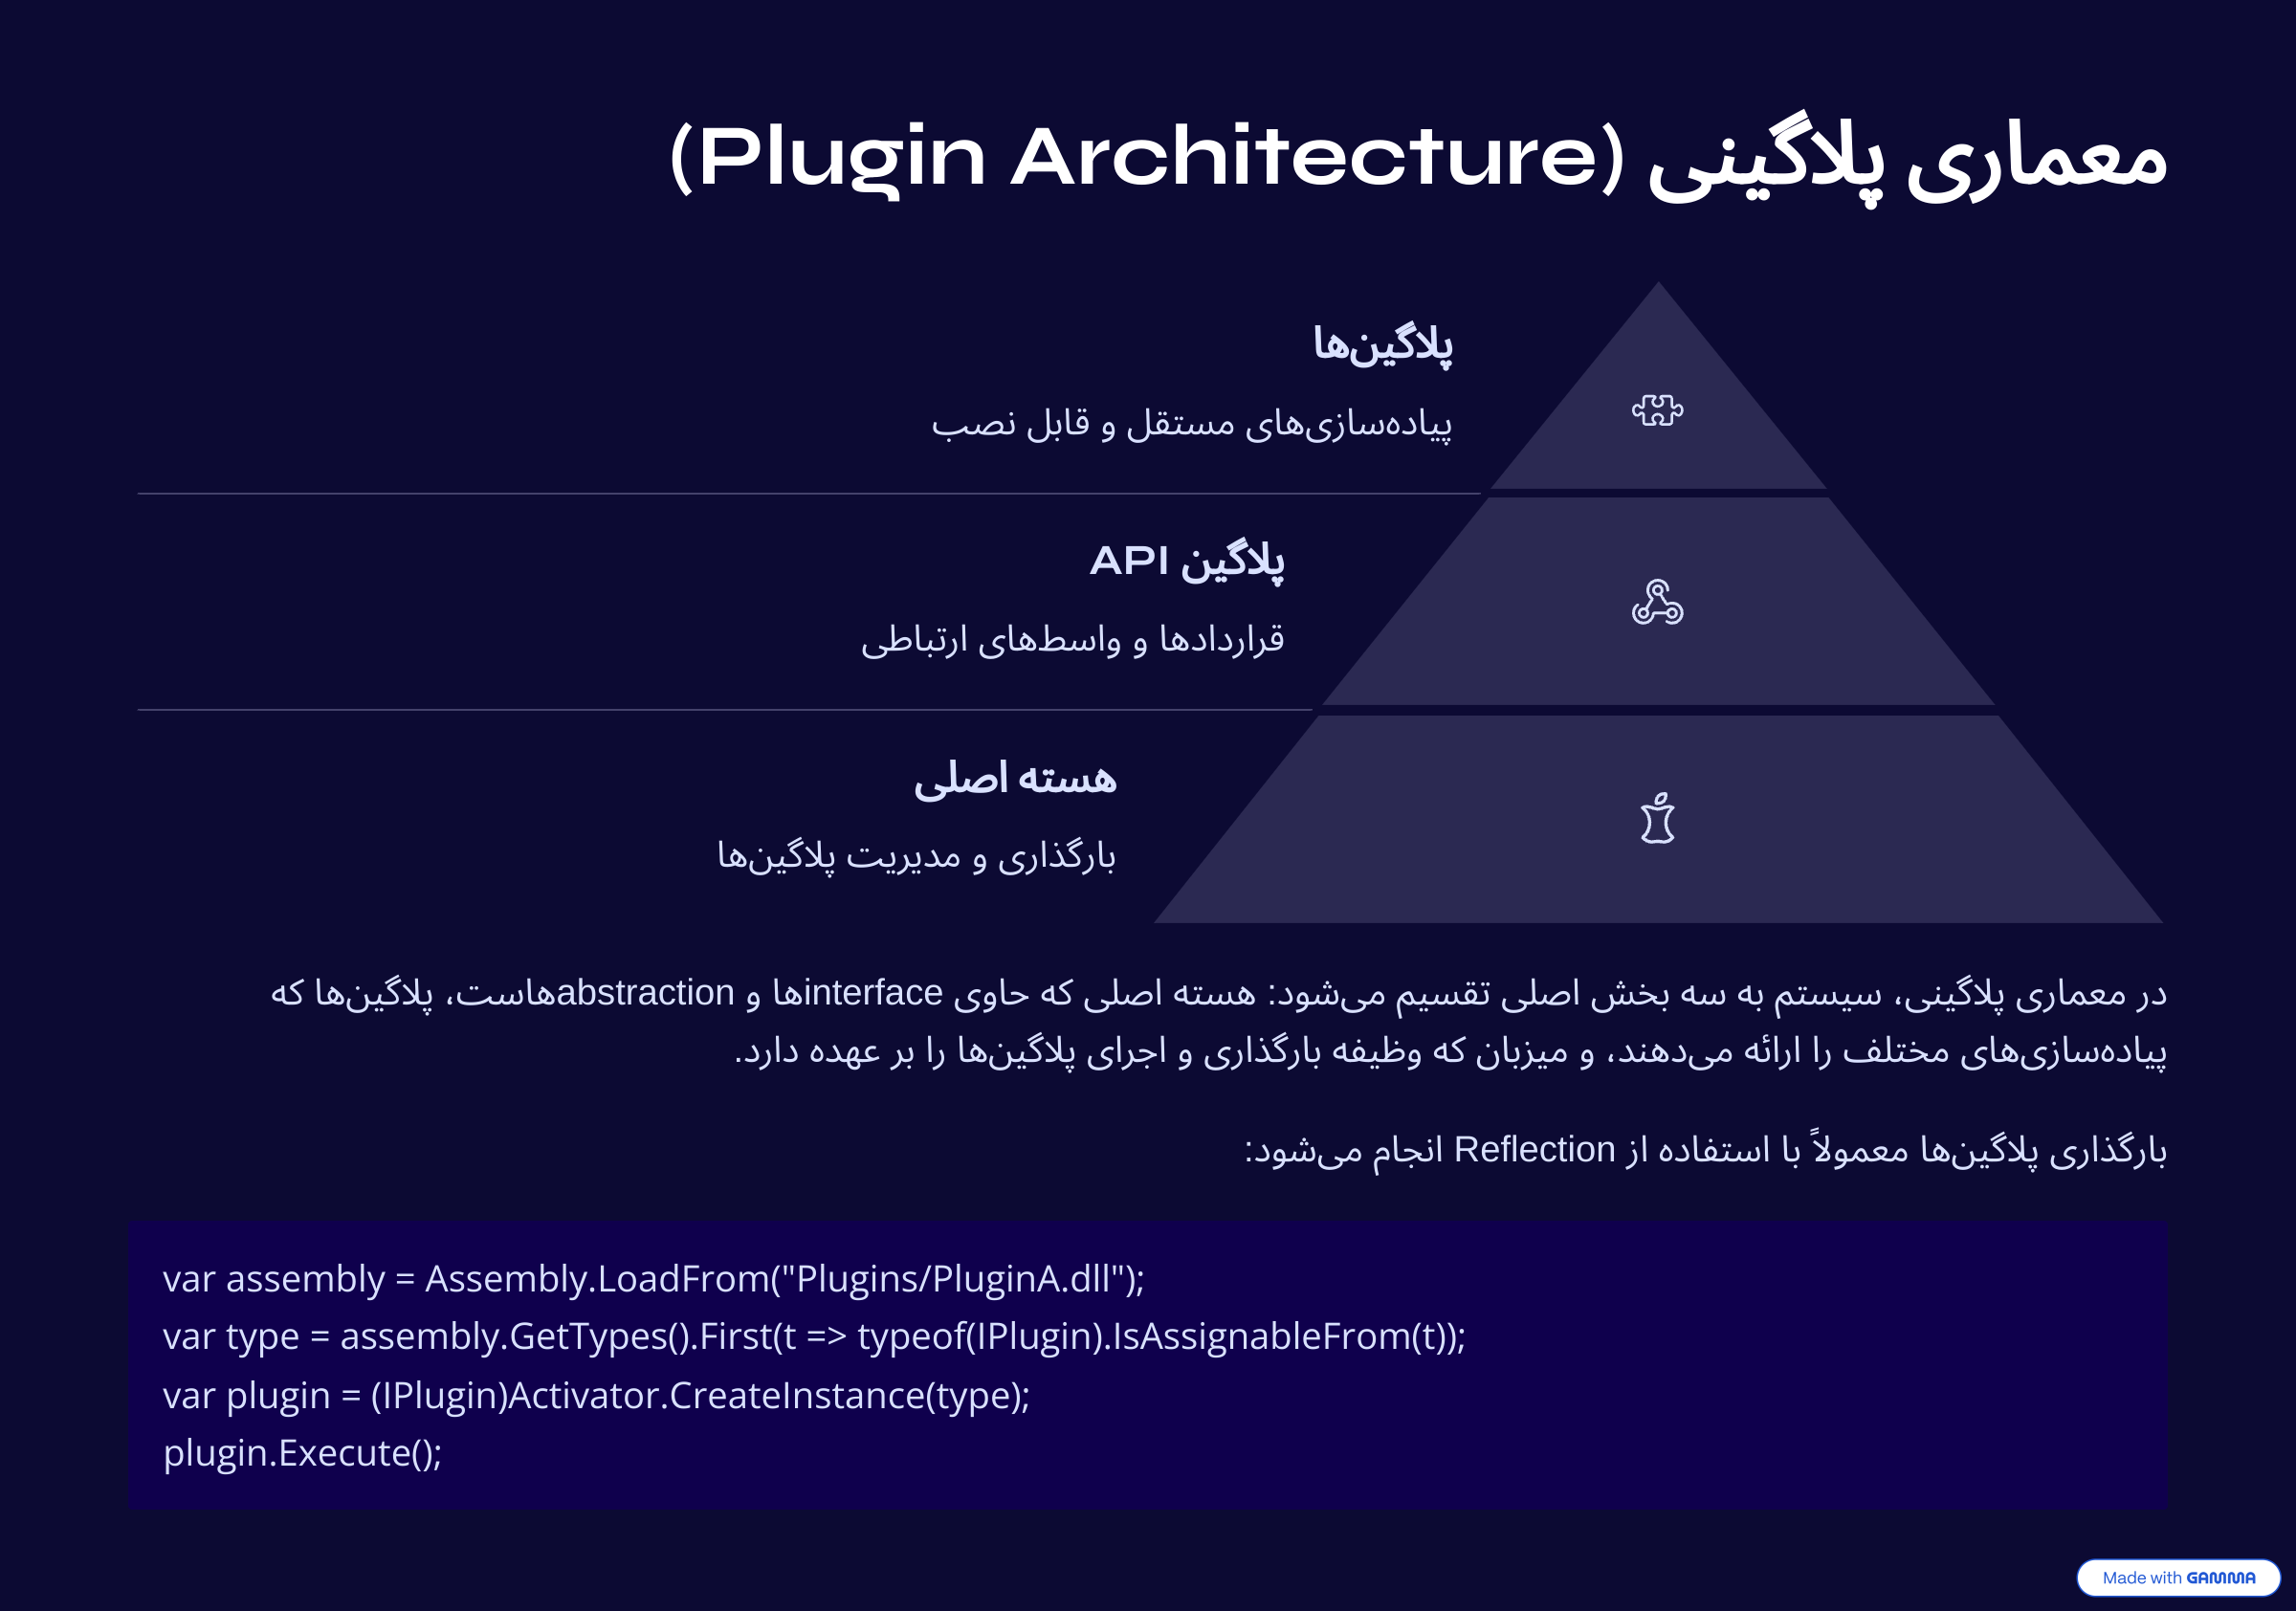 معماری پلاگینی (Plugin Architecture)
پلاگین‌ها
پیاده‌سازی‌های مستقل و قابل نصب
پلاگین API
قراردادها و واسط‌های ارتباطی
هسته اصلی
بارگذاری و مدیریت پلاگین‌ها
در معماری پلاگینی، سیستم به سه بخش اصلی تقسیم می‌شود: هسته اصلی که حاوی interfaceها و abstractionهاست، پلاگین‌ها که
پیاده‌سازی‌های مختلف را ارائه می‌دهند، و میزبان که وظیفه بارگذاری و اجرای پلاگین‌ها را بر عهده دارد.
بارگذاری پلاگین‌ها معمولاً با استفاده از Reflection انجام می‌شود:
var assembly = Assembly.LoadFrom("Plugins/PluginA.dll");
var type = assembly.GetTypes().First(t => typeof(IPlugin).IsAssignableFrom(t));
var plugin = (IPlugin)Activator.CreateInstance(type);
plugin.Execute();
Made with GAMMA